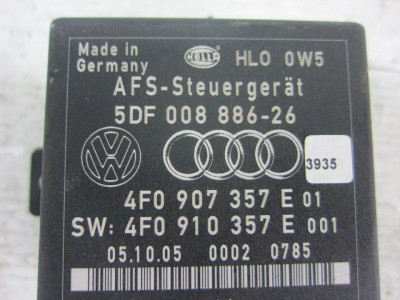 Made in
Germany
HELLA
HLO 0W5
AFS-Steuergerät
5DF 008 886-26
3935
4F0 907 357 E 01
SW: 4F0 910 357 E 001
05.10.05 0002 0785